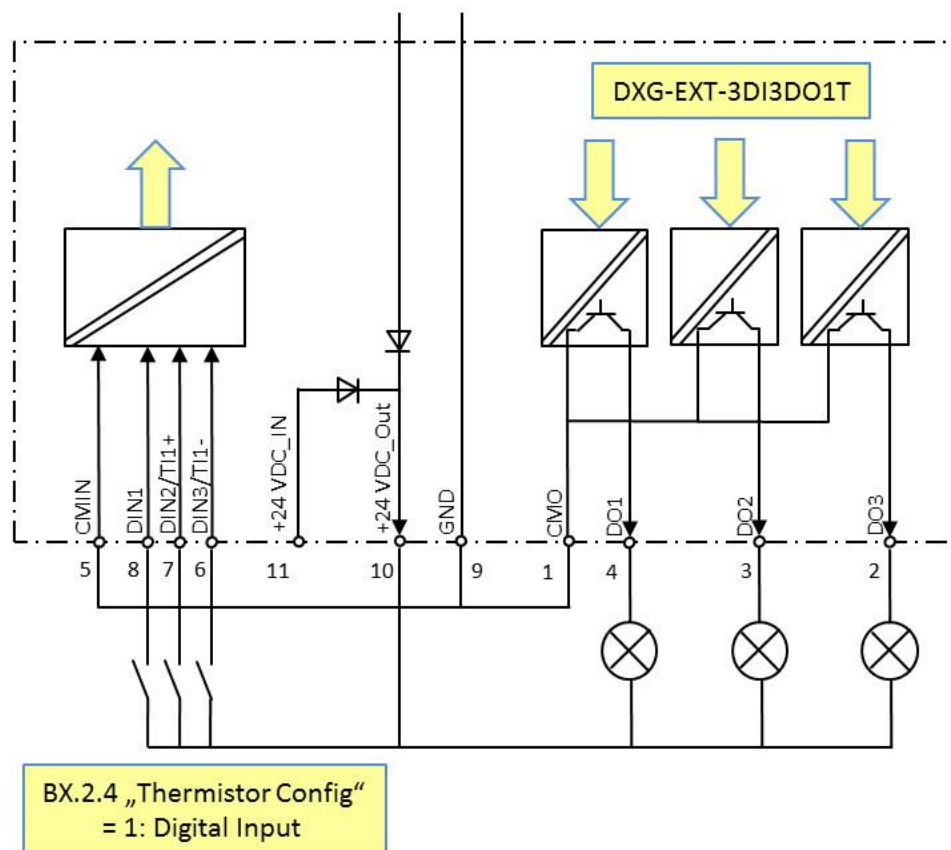 DXG-EXT-3DI3DO1T
CMIN
DIN1
DIN2/TI1+
DIN3/TI1-
+24 VDC_IN
+24 VDC_Out
GND
CMO
DO1
DO2
DO3
5
8
7
6
11
10
9
1
4
3
2
BX.2.4 „Thermistor Config“
= 1: Digital Input